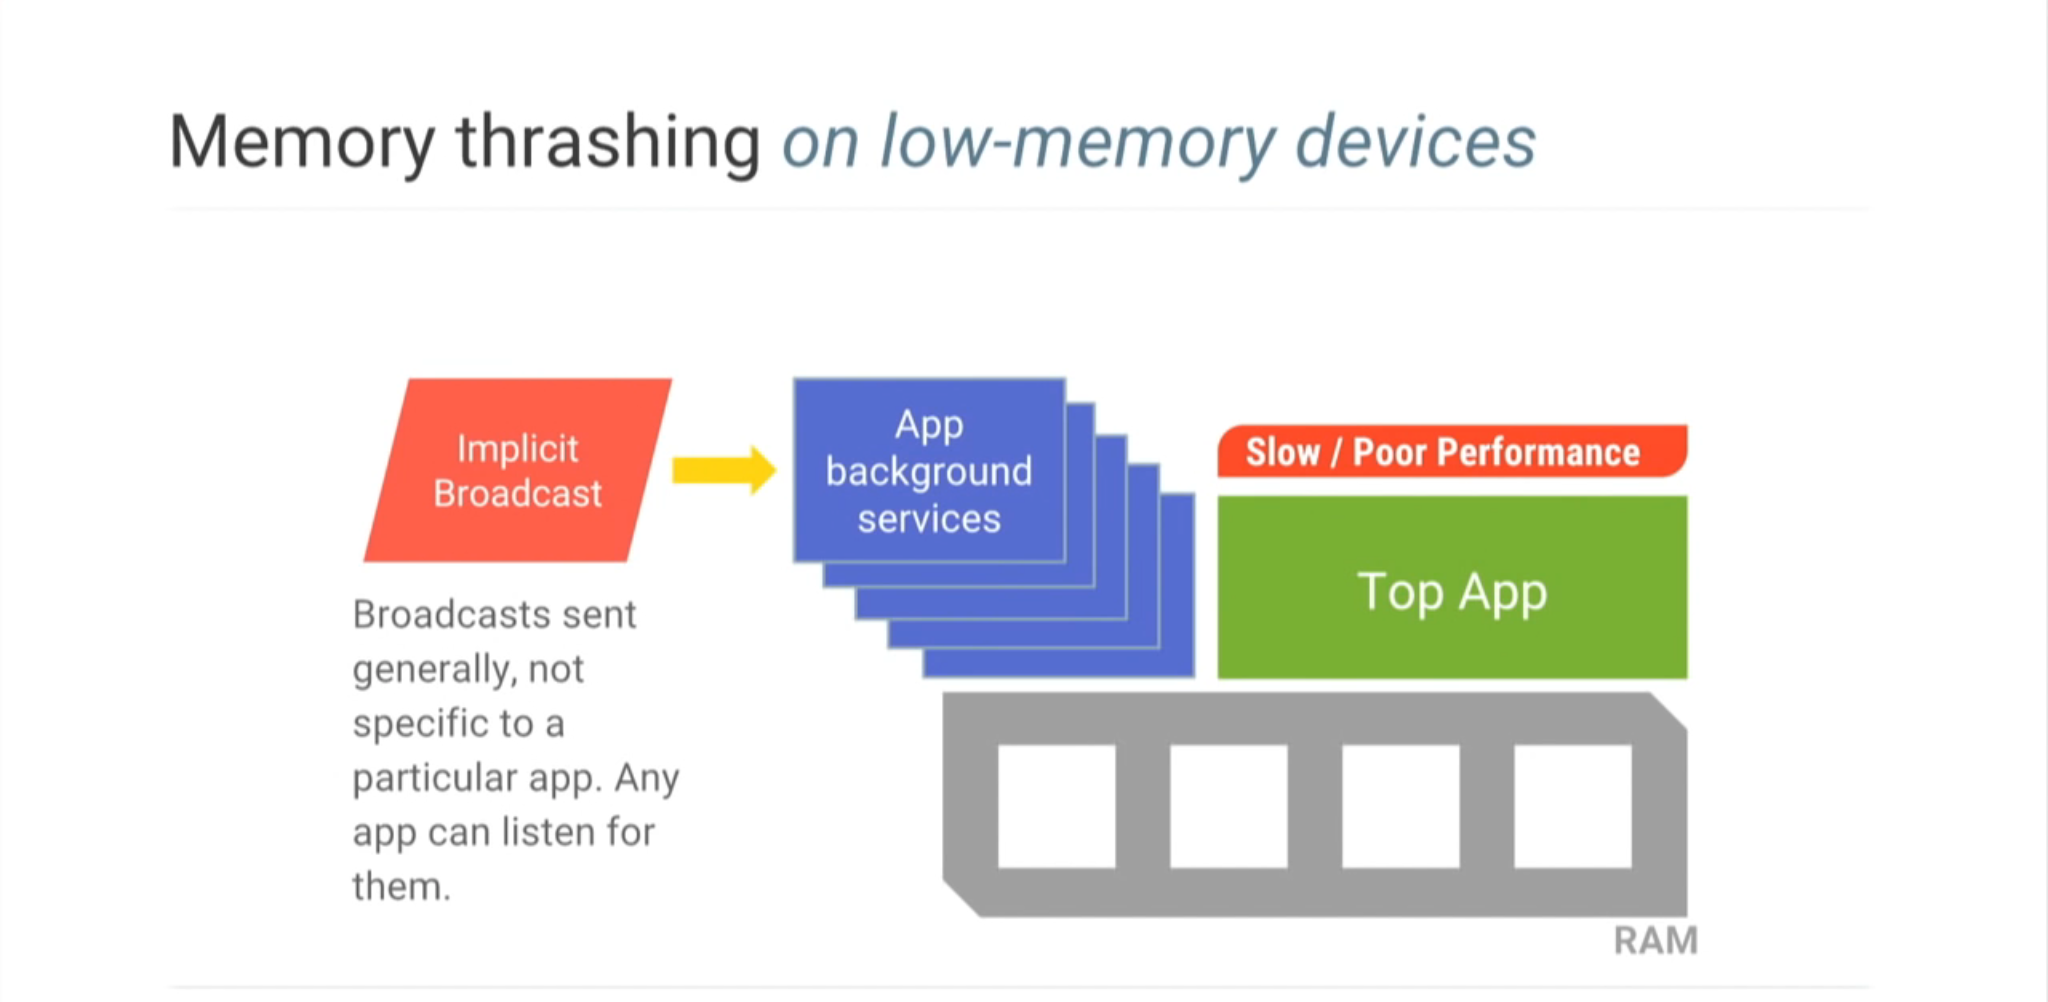 Memory thrashing on low-memory devices
Implicit
Broadcast
Broadcasts sent
generally, not
specific to a
particular app. Any
app can listen for
them.
App
background
services
Slow / Poor Performance
Top App
RAM